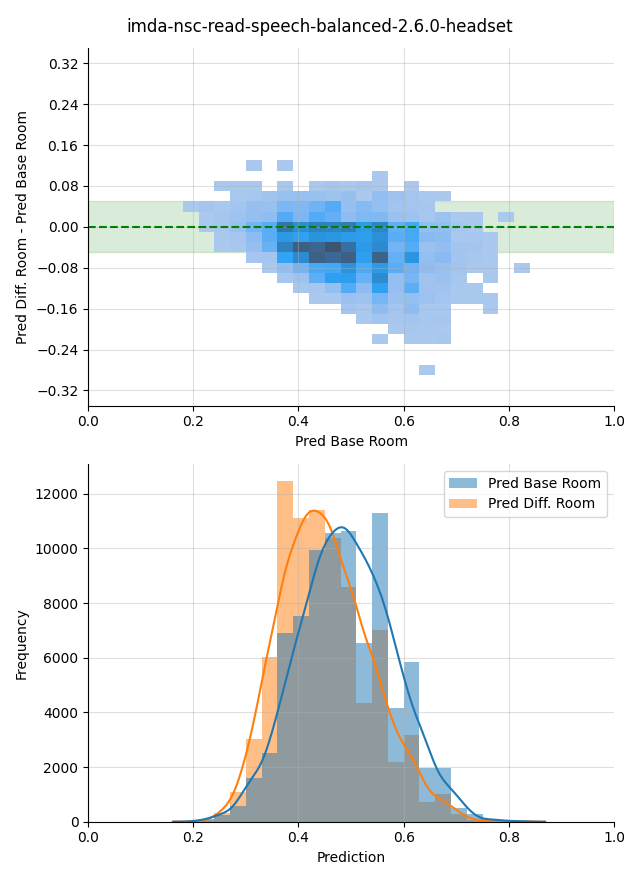 imda-nsc-read-speech-balanced-2.6.0-headset
Pred Diff. Room - Pred Base Room
0.32
0.24
0.16
0.08
0.00
−0.08
−0.16
−0.24
−0.32
0.0 0.2 0.4 0.6 0.8 1.0
Pred Base Room
Frequency
12000
10000
8000
6000
4000
2000
0
Pred Base Room
Pred Diff. Room
0.0 0.2 0.4 0.6 0.8 1.0
Prediction